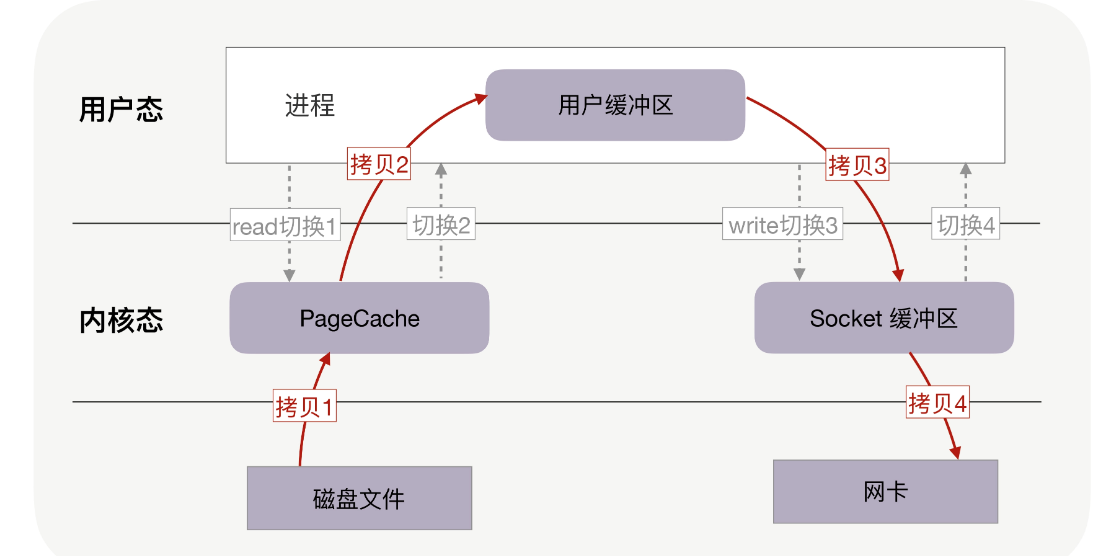 用户态
进程
用户缓冲区
拷贝2
拷贝3
read切换1
切换2
write切换3
切换4
内核态
PageCache
Socket 缓冲区
拷贝1
拷贝4
磁盘文件
网卡